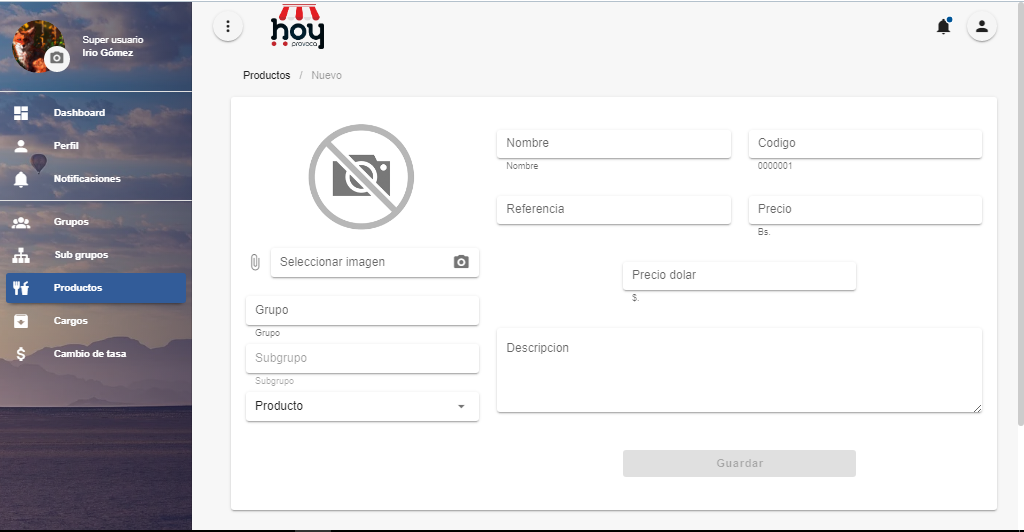 Super usuario
Irio Gómez
Dashboard
Perfil
Notificaciones
Grupos
Sub grupos
Productos
Cargos
Cambio de tasa
hoy
provoca
Productos / Nuevo
Seleccionar imagen
Grupo
Grupo
Subgrupo
Subgrupo
Producto
Nombre
Nombre
Codigo
0000001
Referencia
Precio
Bs.
Precio dolar
$.
Descripcion
Guardar